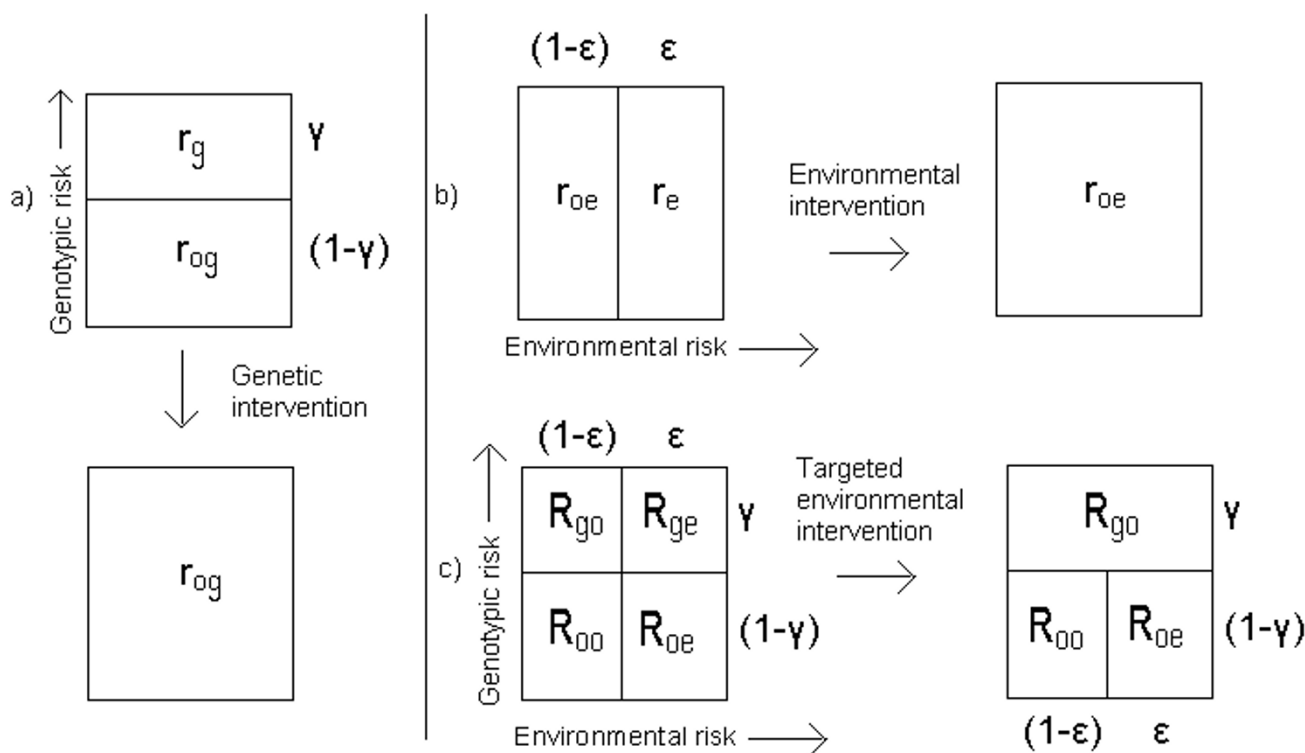 a)
Genotypic risk
r_g
γ
r_og
(1-γ)
Genetic
intervention
r_og
b)
(1-ε) ε
r_oe r_e
Environmental risk
Environmental
intervention
r_oe
c)
Genotypic risk
(1-ε) ε
R_go R_ge γ
R_oo R_oe (1-γ)
Environmental risk
Targeted
environmental
intervention
R_go γ
R_oo R_oe (1-γ)
(1-ε) ε